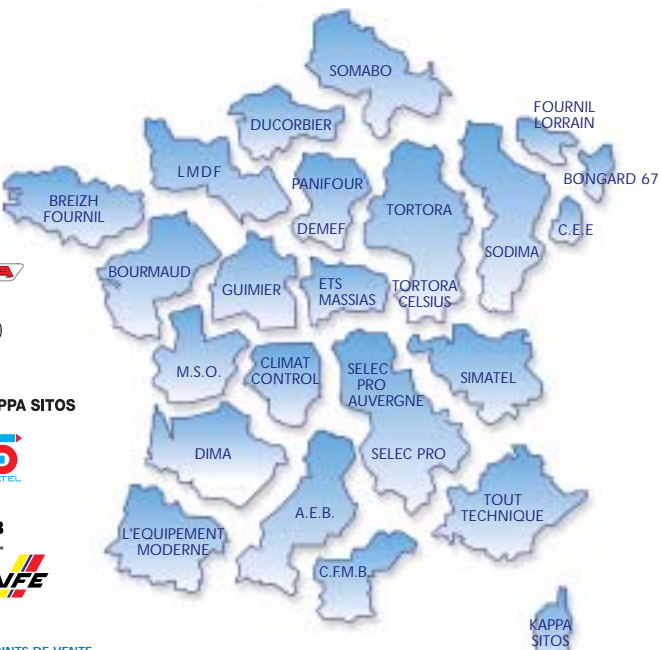 SOMABO
FOURNIL
LORRAIN
DUCORBIER
LMDF
PANIFOUR
BONGARD 67
BREIZH
FOURNIL
DEMEF
TORTORA
C.E.E
SODIMA
BOURMAUD
GUIMIER
ETS
MASSIAS
TORTORA
CELSIUS
M.S.O.
CLIMAT
CONTROL
SELEC
PRO
AUVERGNE
SIMATEL
PPA SITOS
DIMA
SELEC PRO
TEL
A.E.B.
TOUT
TECHNIQUE
L'EQUIPEMENT
MODERNE
C.F.M.B.
KAPPA
SITOS